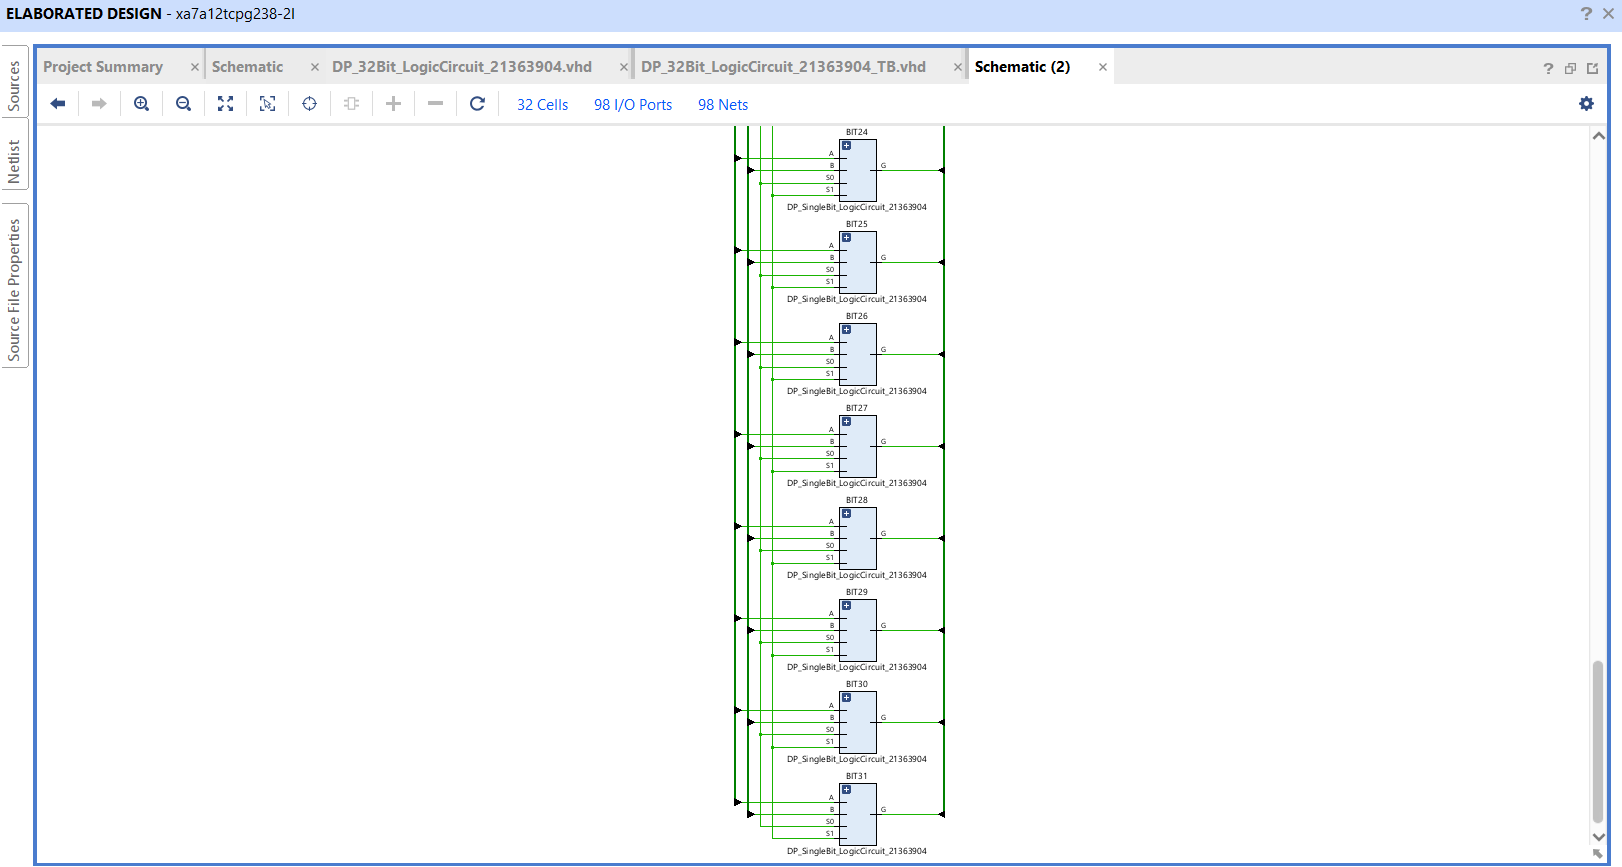 ELABORATED DESIGN - xa7a12tcpg238-2I
Sources
Netlist
Source File Properties
Project Summary
Schematic
DP_32Bit_LogicCircuit_21363904.vhd
DP_32Bit_LogicCircuit_21363904_TB.vhd
Schematic (2)
32 Cells
98 I/O Ports
98 Nets
BIT24
A
B
S0
S1
G
DP_SingleBit_LogicCircuit_21363904
BIT25
A
B
S0
S1
G
DP_SingleBit_LogicCircuit_21363904
BIT26
A
B
S0
S1
G
DP_SingleBit_LogicCircuit_21363904
BIT27
A
B
S0
S1
G
DP_SingleBit_LogicCircuit_21363904
BIT28
A
B
S0
S1
G
DP_SingleBit_LogicCircuit_21363904
BIT29
A
B
S0
S1
G
DP_SingleBit_LogicCircuit_21363904
BIT30
A
B
S0
S1
G
DP_SingleBit_LogicCircuit_21363904
BIT31
A
B
S0
S1
G
DP_SingleBit_LogicCircuit_21363904